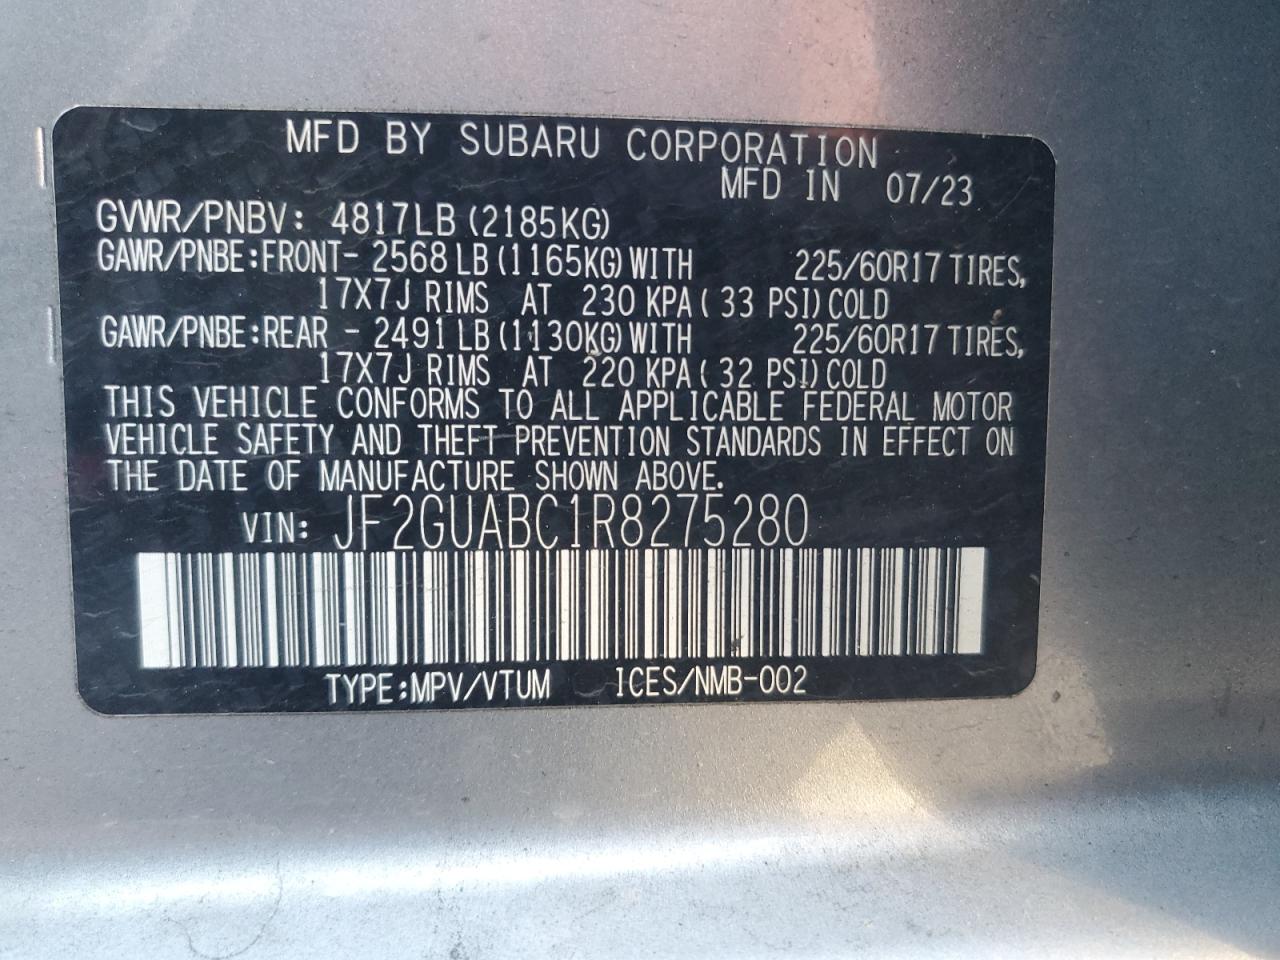 MFD BY SUBARU CORPORATION
MFD IN 07/23
GVWR/PNBV: 4817LB (2185KG)
GAWR/PNBE:FRONT- 2568 LB (1165KG) WITH 225/60R17 TIRES,
17X7J RIMS AT 230 KPA ( 33 PSI) COLD
GAWR/PNBE:REAR - 2491 LB (1130KG) WITH 225/60R17 TIRES,
17X7J RIMS AT 220 KPA ( 32 PSI) COLD
THIS VEHICLE CONFORMS TO ALL APPLICABLE FEDERAL MOTOR
VEHICLE SAFETY AND THEFT PREVENTION STANDARDS IN EFFECT ON
THE DATE OF MANUFACTURE SHOWN ABOVE.
VIN: JF2GUABC1R8275280
TYPE:MPV/VTUM ICES/NMB-002